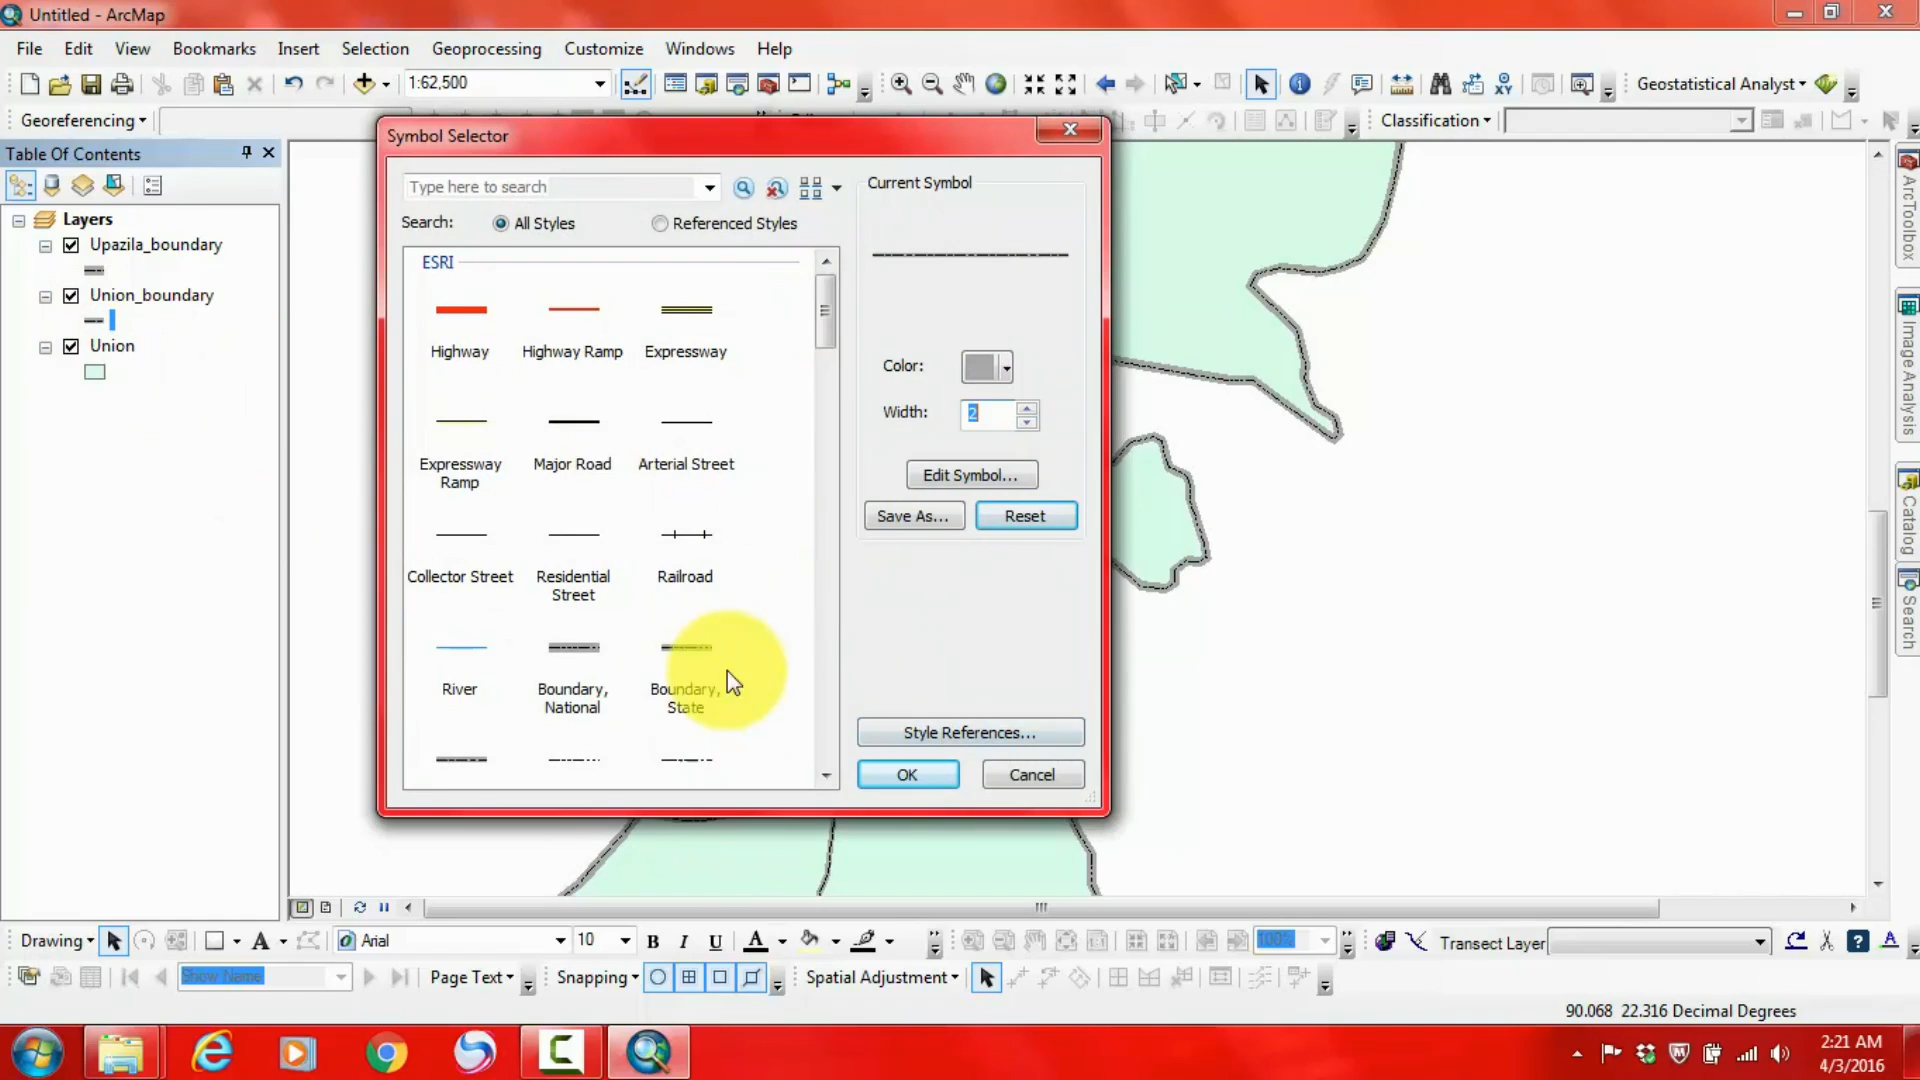 Untitled - ArcMap
File Edit View Bookmarks Insert Selection Geoprocessing Customize Windows Help
1:62,500
Geostatistical Analyst
Georeferencing
Classification
Table Of Contents
Layers
Upazila_boundary
Union_boundary
Union
Symbol Selector
Type here to search
Search: All Styles Referenced Styles
ESRI
Highway
Highway Ramp
Expressway
Expressway Ramp
Major Road
Arterial Street
Collector Street
Residential Street
Railroad
River
Boundary, National
Boundary, State
Current Symbol
Color:
Width: 2
Edit Symbol...
Save As... Reset
Style References...
OK Cancel
ArcToolbox
Image Analysis
Catalog
Search
Drawing A Arial 10 B I U A 100% Transect Layer
Show Name Page Text Snapping Spatial Adjustment
90.068 22.316 Decimal Degrees
2:21 AM
4/3/2016